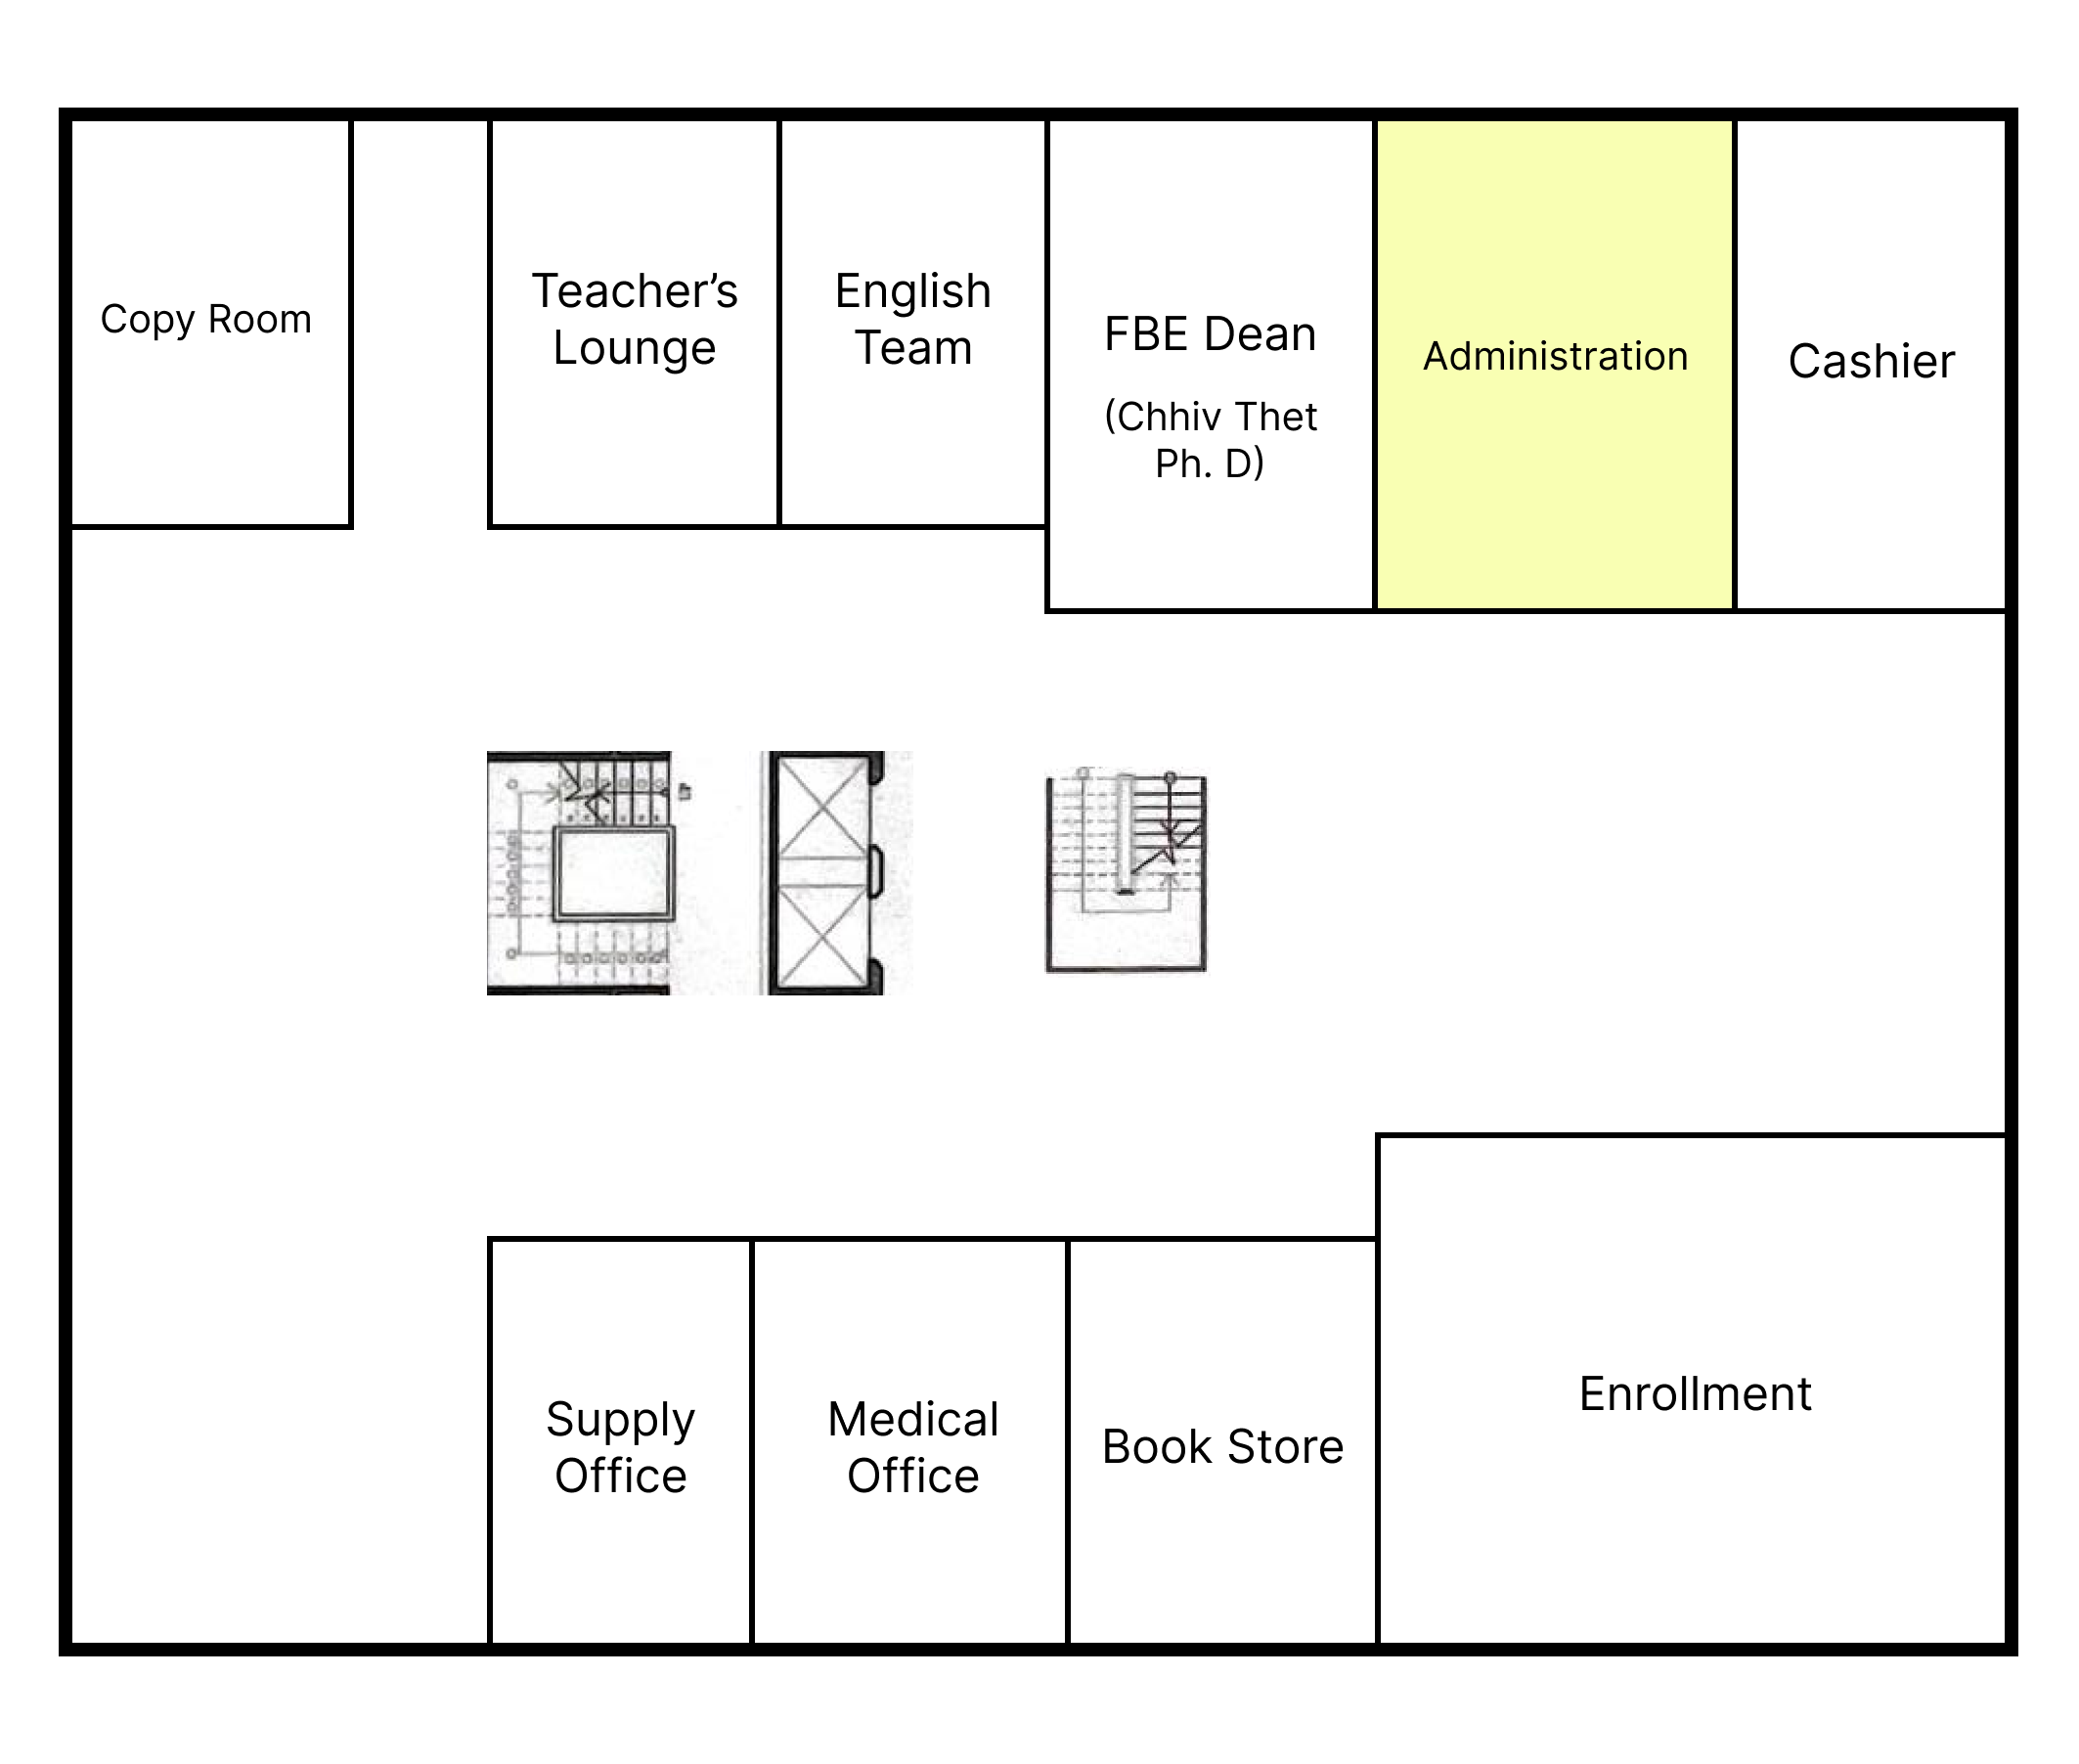 Copy Room
Teacher’s
Lounge
English
Team
FBE Dean
(Chhiv Thet
Ph. D)
Administration
Cashier
Supply
Office
Medical
Office
Book Store
Enrollment